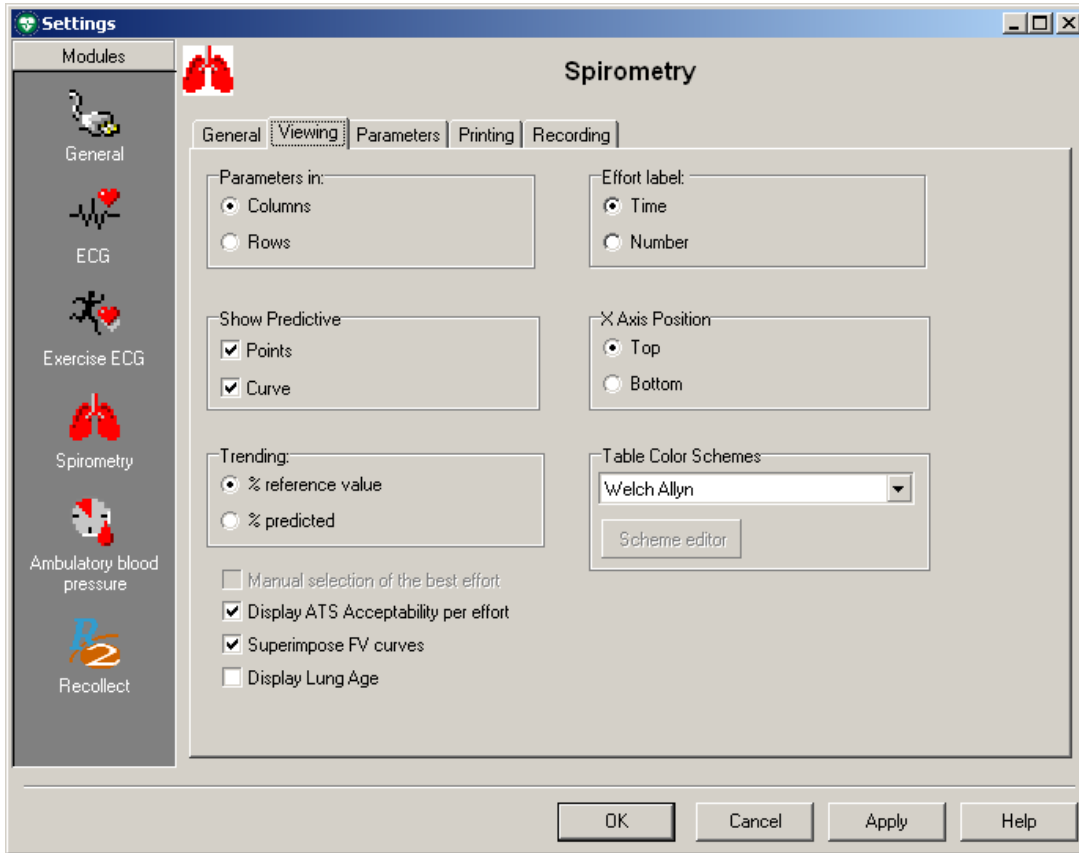 Settings
Modules
General
ECG
Exercise ECG
Spirometry
Ambulatory blood
pressure
R2
Recollect
Spirometry
General Viewing Parameters Printing Recording
Parameters in:
Columns
Rows
Effort label:
Time
Number
Show Predictive
Points
Curve
X Axis Position
Top
Bottom
Trending:
% reference value
% predicted
Table Color Schemes
Welch Allyn
Scheme editor
Manual selection of the best effort
Display ATS Acceptability per effort
Superimpose FV curves
Display Lung Age
OK Cancel Apply Help